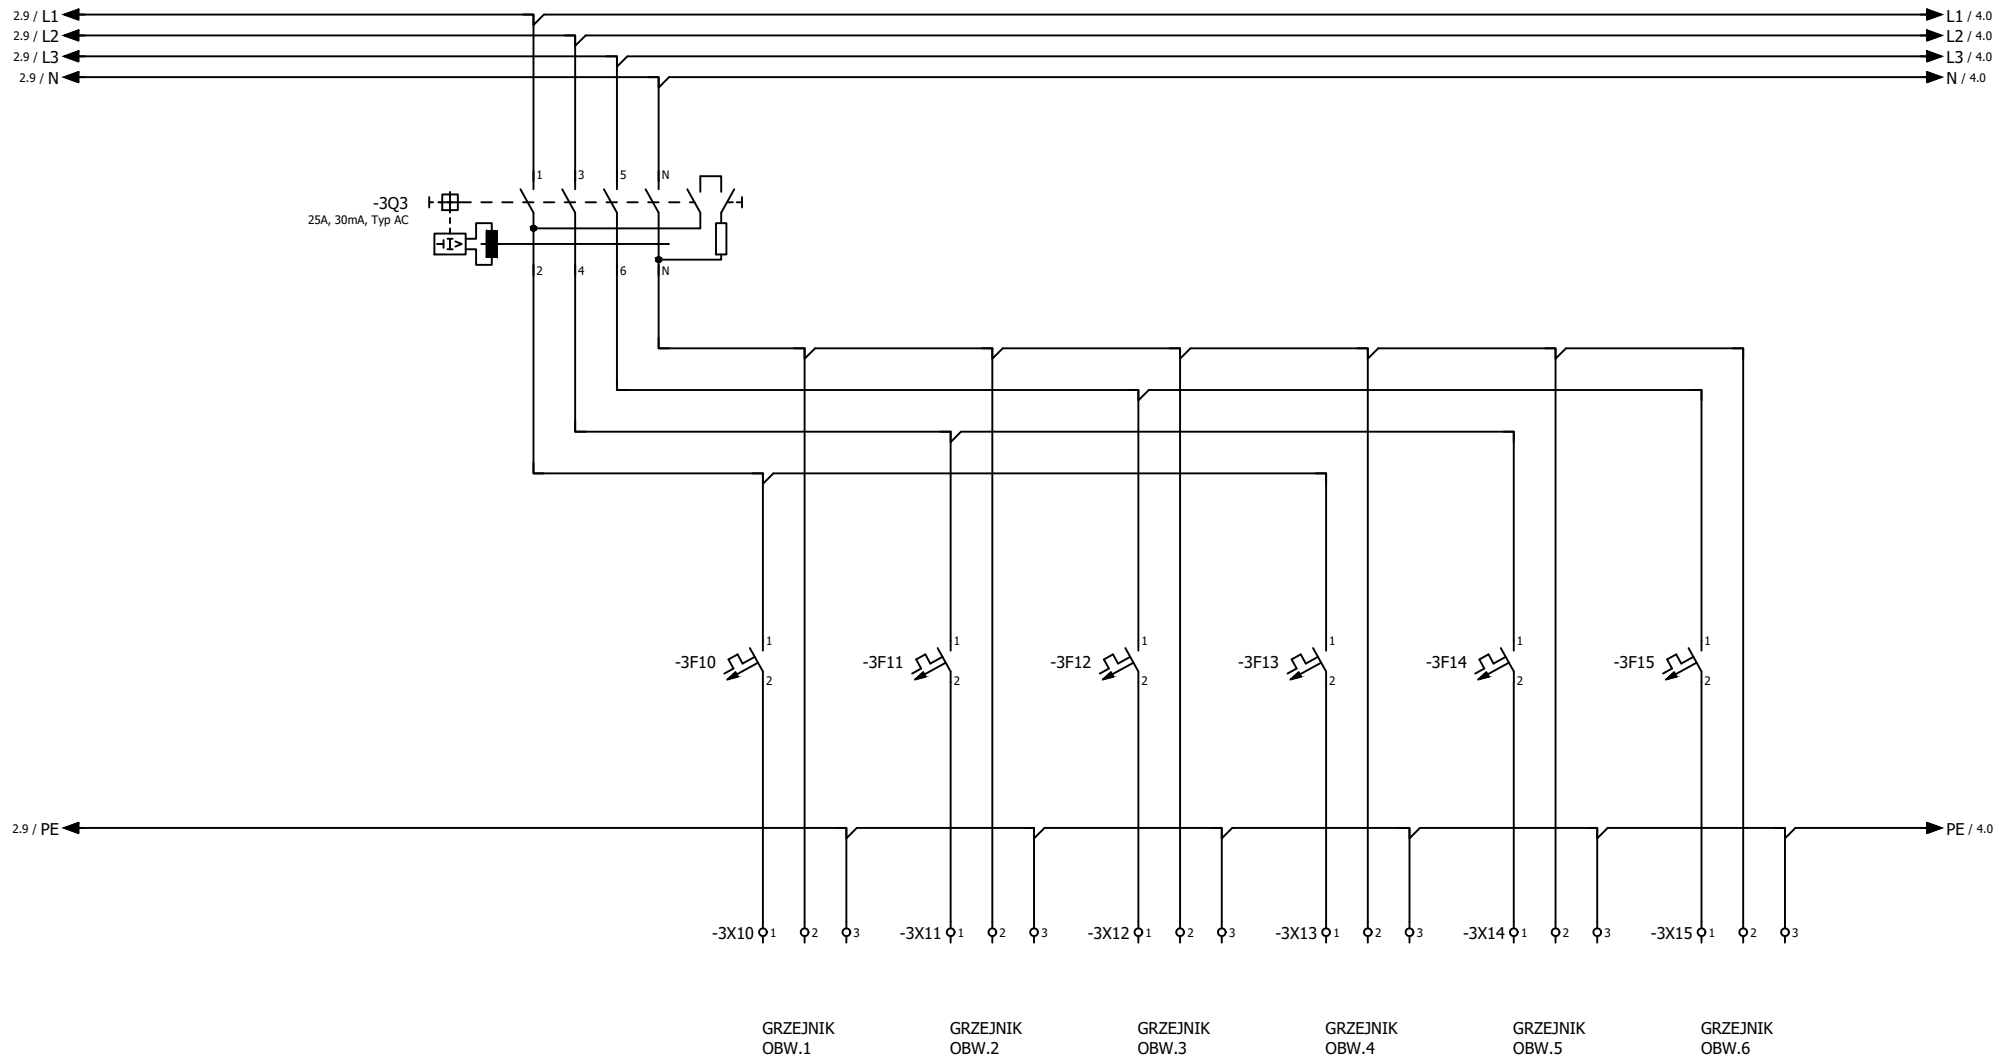 2.9 / L1
L1 / 4.0
2.9 / L2
L2 / 4.0
2.9 / L3
L3 / 4.0
2.9 / N
N / 4.0
1 3 5 N
-3Q3
25A, 30mA, Typ AC
I>
2 4 6 N
1 1 1 1 1 1
-3F10 -3F11 -3F12 -3F13 -3F14 -3F15
2 2 2 2 2 2
2.9 / PE
PE / 4.0
-3X10 1 2 3 -3X11 1 2 3 -3X12 1 2 3 -3X13 1 2 3 -3X14 1 2 3 -3X15 1 2 3
GRZEJNIK
OBW.1
GRZEJNIK
OBW.2
GRZEJNIK
OBW.3
GRZEJNIK
OBW.4
GRZEJNIK
OBW.5
GRZEJNIK
OBW.6